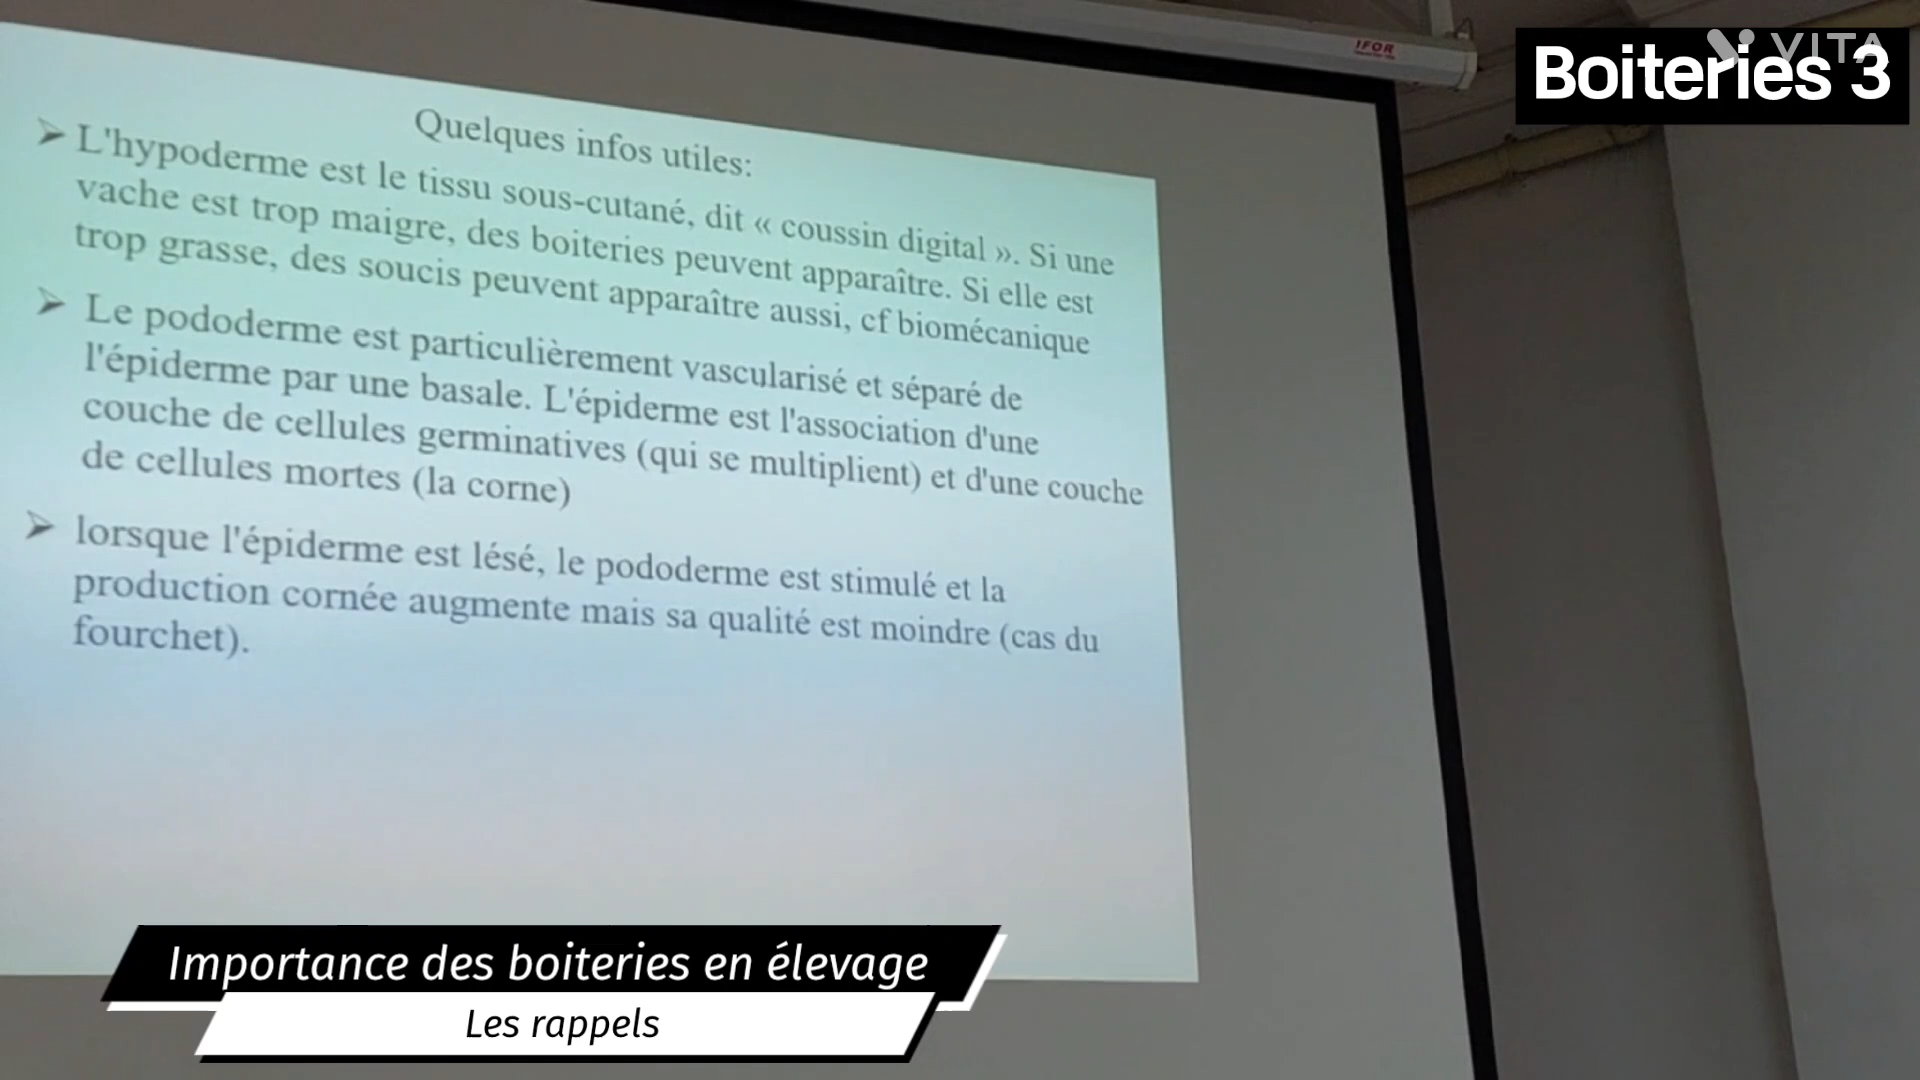 IFOR
VITA
Boiteries 3
Quelques infos utiles:
➢ L'hypoderme est le tissu sous-cutané, dit « coussin digital ». Si une
vache est trop maigre, des boiteries peuvent apparaître. Si elle est
trop grasse, des soucis peuvent apparaître aussi, cf biomécanique
➢ Le pododerme est particulièrement vascularisé et séparé de
l'épiderme par une basale. L'épiderme est l'association d'une
couche de cellules germinatives (qui se multiplient) et d'une couche
de cellules mortes (la corne)
➢ lorsque l'épiderme est lésé, le pododerme est stimulé et la
production cornée augmente mais sa qualité est moindre (cas du
fourchet).
Importance des boiteries en élevage
Les rappels